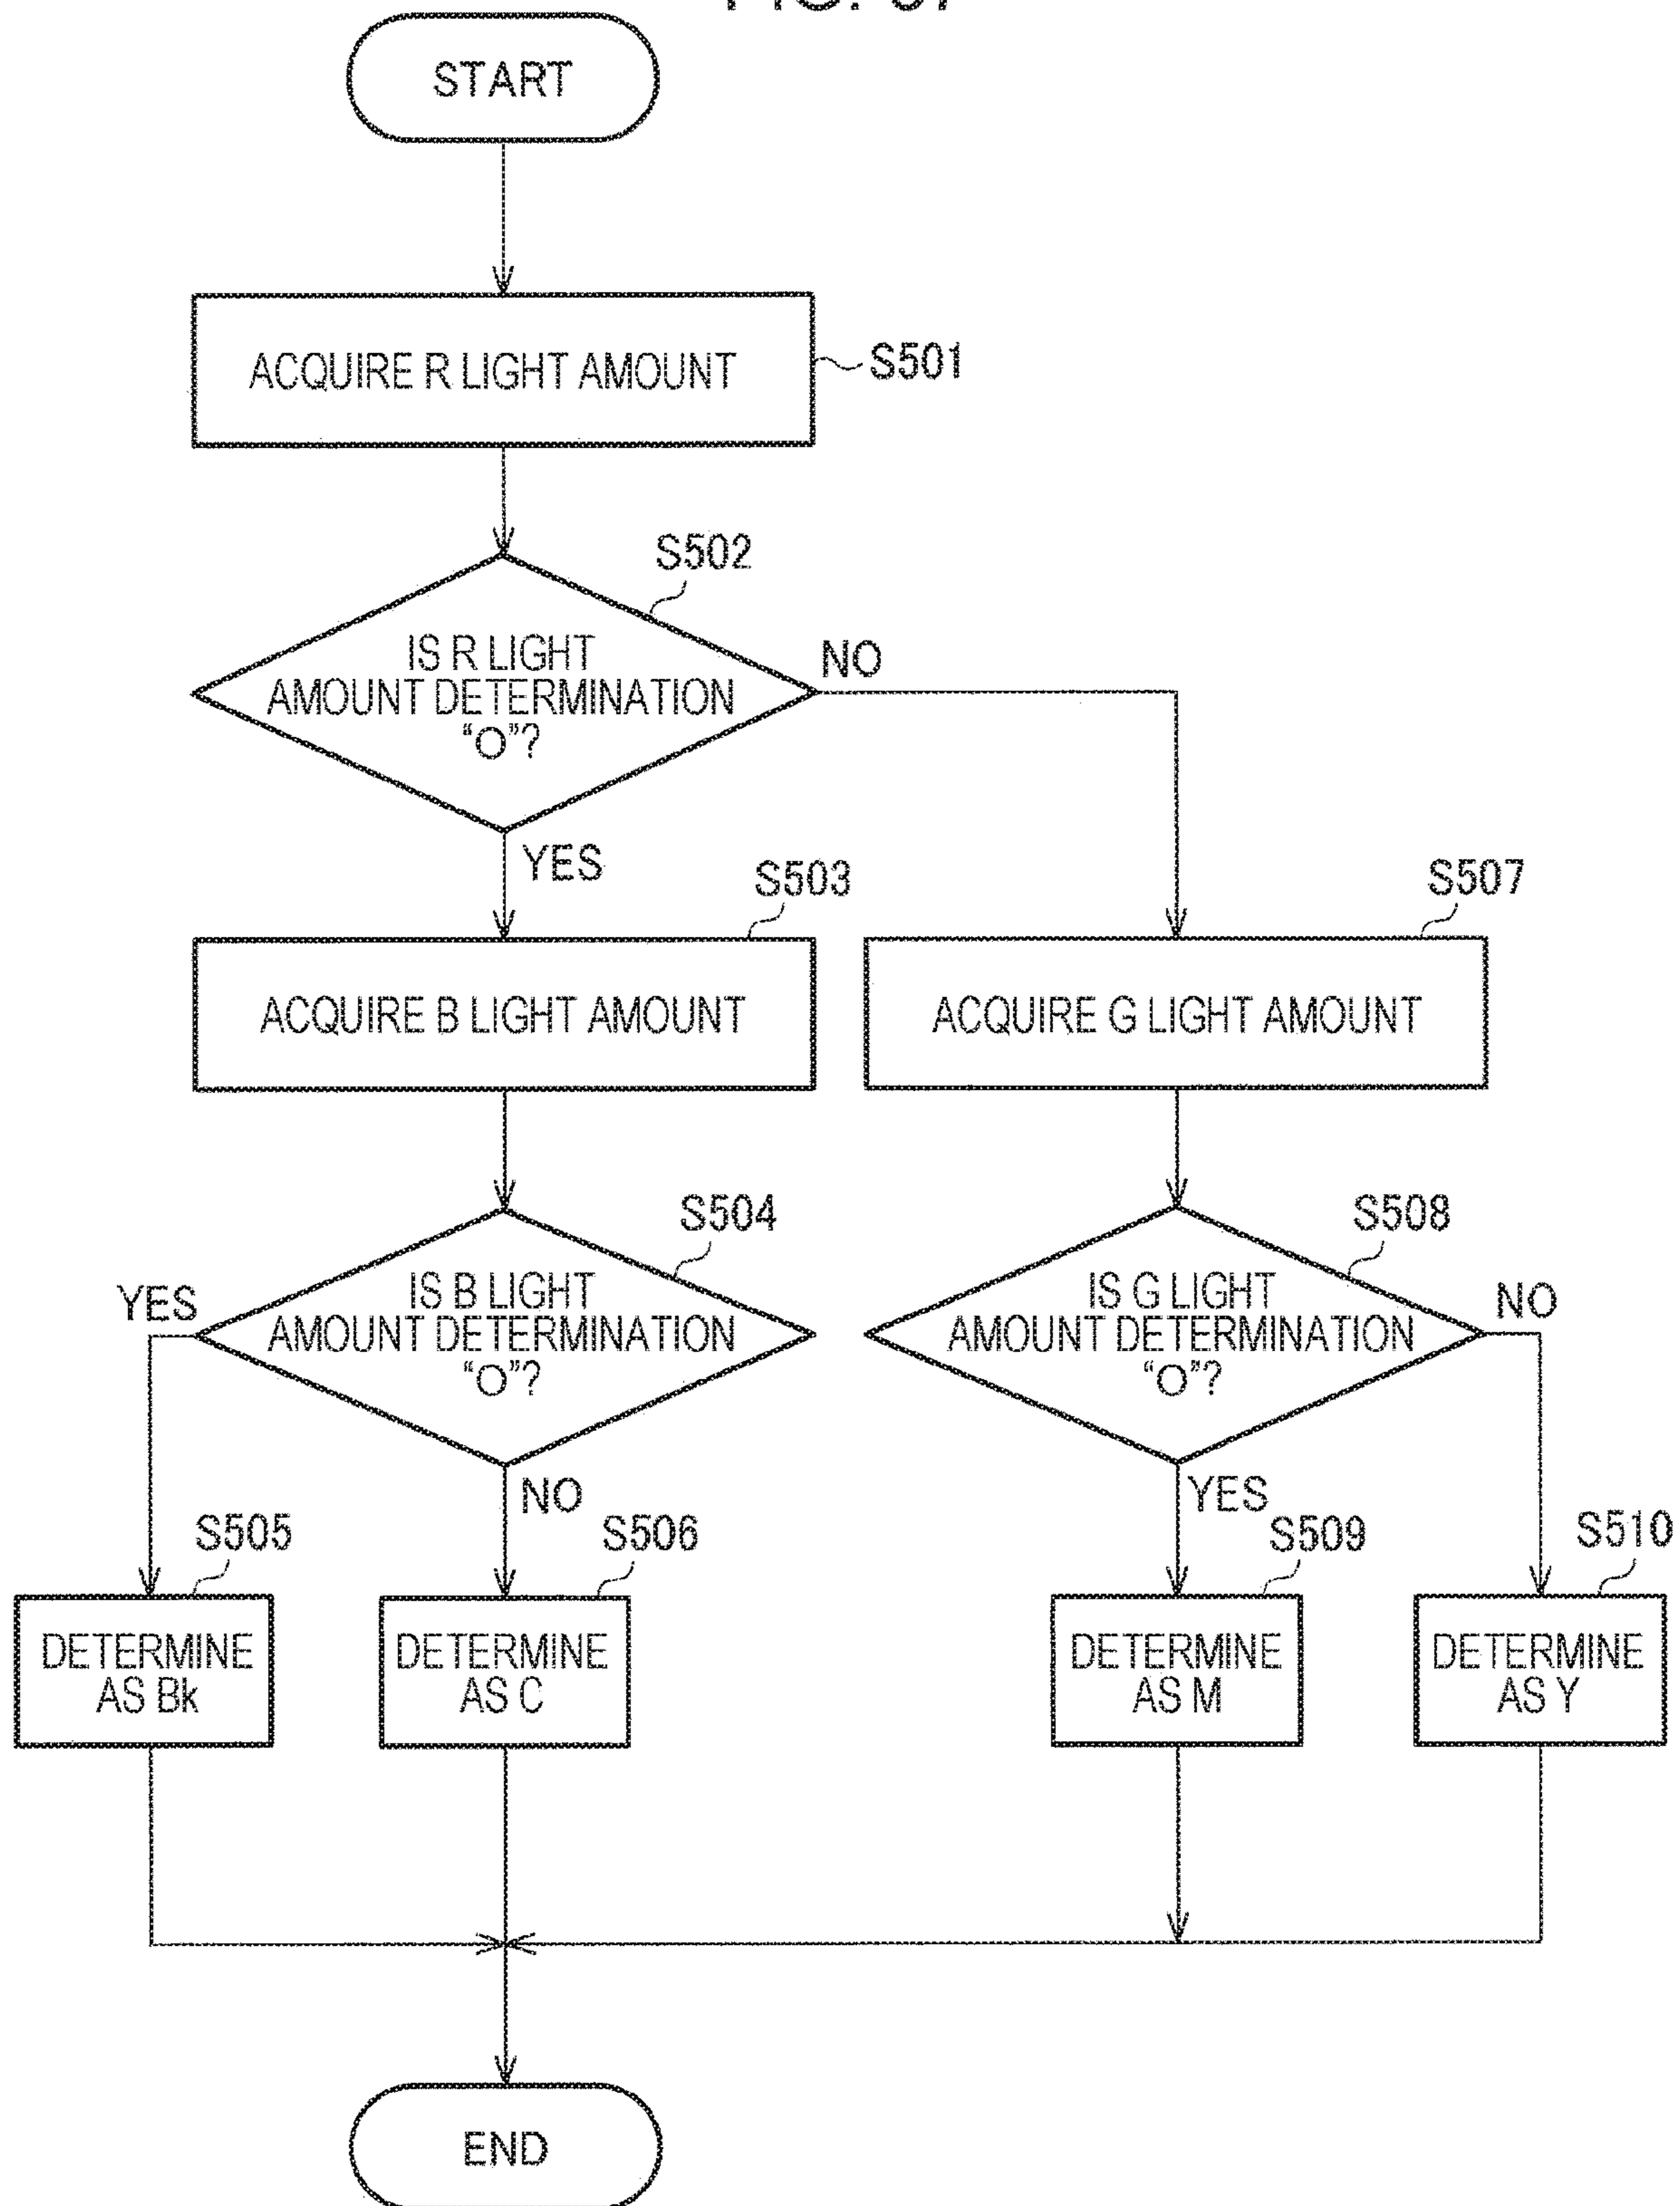 START
ACQUIRE R LIGHT AMOUNT
S501
S502
IS R LIGHT
AMOUNT DETERMINATION
“O”?
NO
YES
S503
ACQUIRE B LIGHT AMOUNT
S507
ACQUIRE G LIGHT AMOUNT
S504
IS B LIGHT
AMOUNT DETERMINATION
“O”?
YES
NO
S508
IS G LIGHT
AMOUNT DETERMINATION
“O”?
NO
YES
S505
DETERMINE
AS Bk
S506
DETERMINE
AS C
S509
DETERMINE
AS M
S510
DETERMINE
AS Y
END